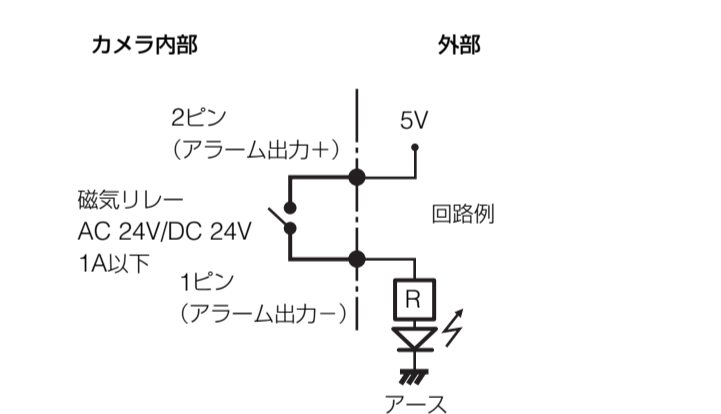 カメラ内部
外部
2ピン
（アラーム出力＋）
5V
磁気リレー
AC 24V/DC 24V
1A以下
回路例
1ピン
（アラーム出力－）
R
アース